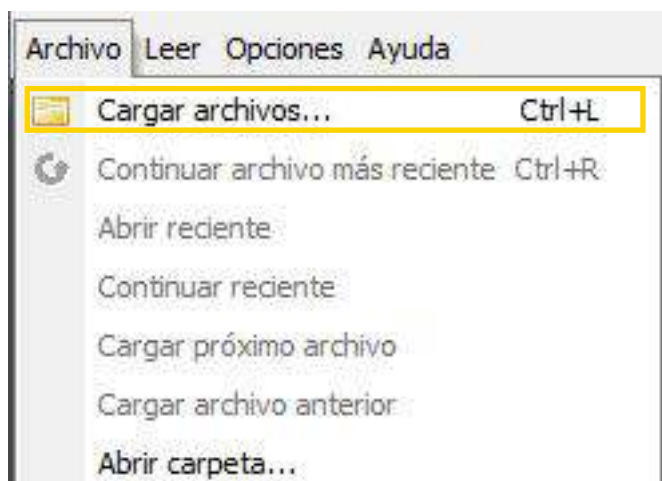 Archivo Leer Opciones Ayuda
Cargar archivos... Ctrl+L
Continuar archivo más reciente Ctrl+R
Abrir reciente
Continuar reciente
Cargar próximo archivo
Cargar archivo anterior
Abrir carpeta...